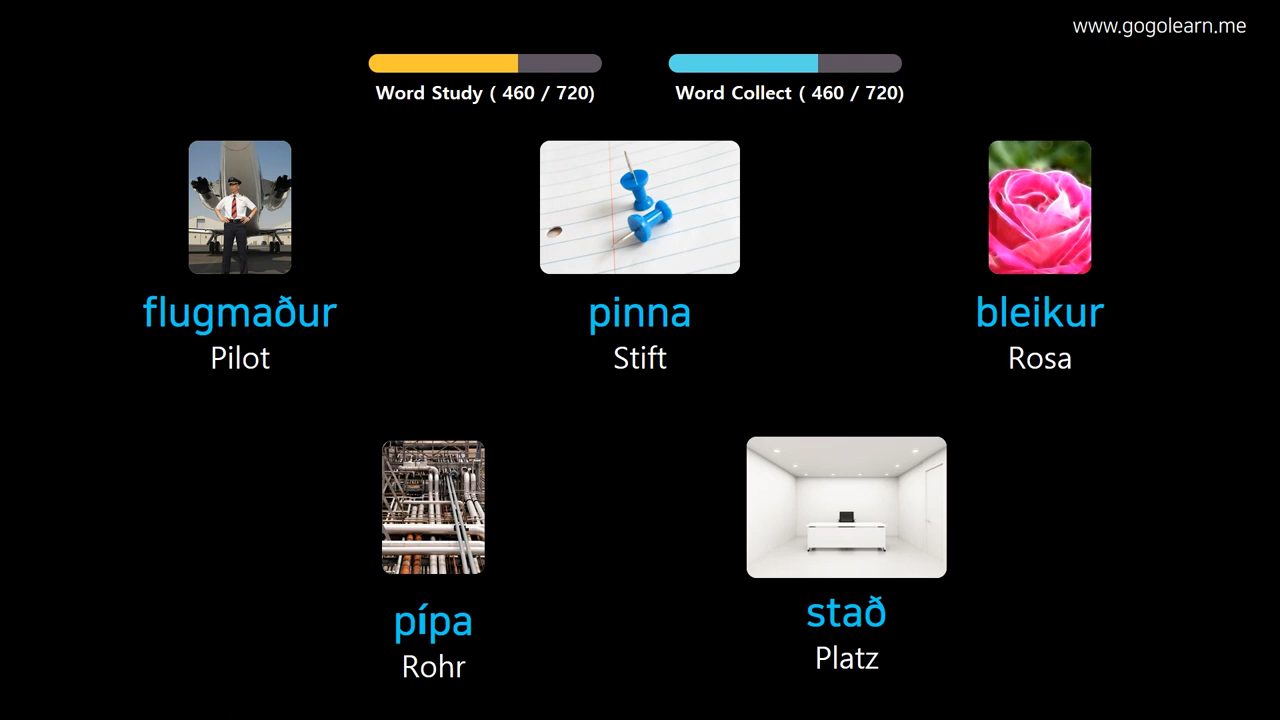 www.gogolearn.me
Word Study ( 460 / 720)
Word Collect ( 460 / 720)
flugmaður
Pilot
pinna
Stift
bleikur
Rosa
pípa
Rohr
stað
Platz